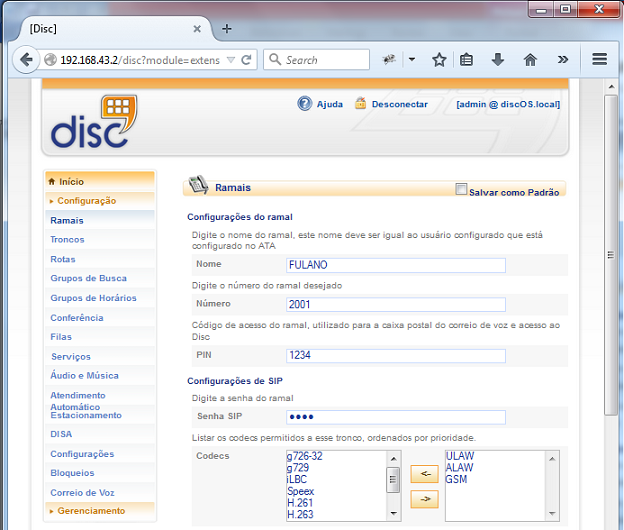 [Disc]
192.168.43.2/disc?module=extens
Search
disc
Ajuda
Desconectar
[admin @ discOS.local]
Início
Configuração
Ramais
Troncos
Rotas
Grupos de Busca
Grupos de Horários
Conferência
Filas
Serviços
Áudio e Música
Atendimento
Automático
Estacionamento
DISA
Configurações
Bloqueios
Correio de Voz
Gerenciamento
Ramais
Salvar como Padrão
Configurações do ramal
Digite o nome do ramal, este nome deve ser igual ao usuário configurado que está
configurado no ATA
Nome
FULANO
Digite o número do ramal desejado
Número
2001
Código de acesso do ramal, utilizado para a caixa postal do correio de voz e acesso ao
Disc
PIN
1234
Configurações de SIP
Digite a senha do ramal
Senha SIP
Listar os codecs permitidos a esse tronco, ordenados por prioridade.
Codecs
g726-32
g729
iLBC
Speex
H.261
H.263
<--
-->
ULAW
ALAW
GSM